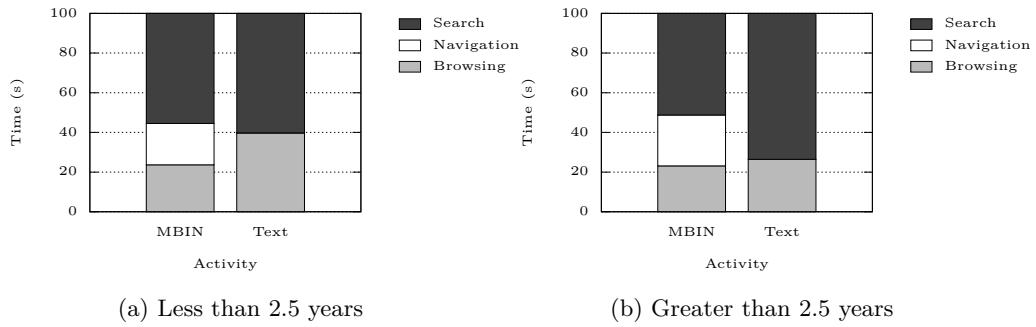 100
80
60
40
20
0
Time (s)
MBIN Text
Activity
Search
Navigation
Browsing
(a) Less than 2.5 years
100
80
60
40
20
0
Time (s)
MBIN Text
Activity
Search
Navigation
Browsing
(b) Greater than 2.5 years